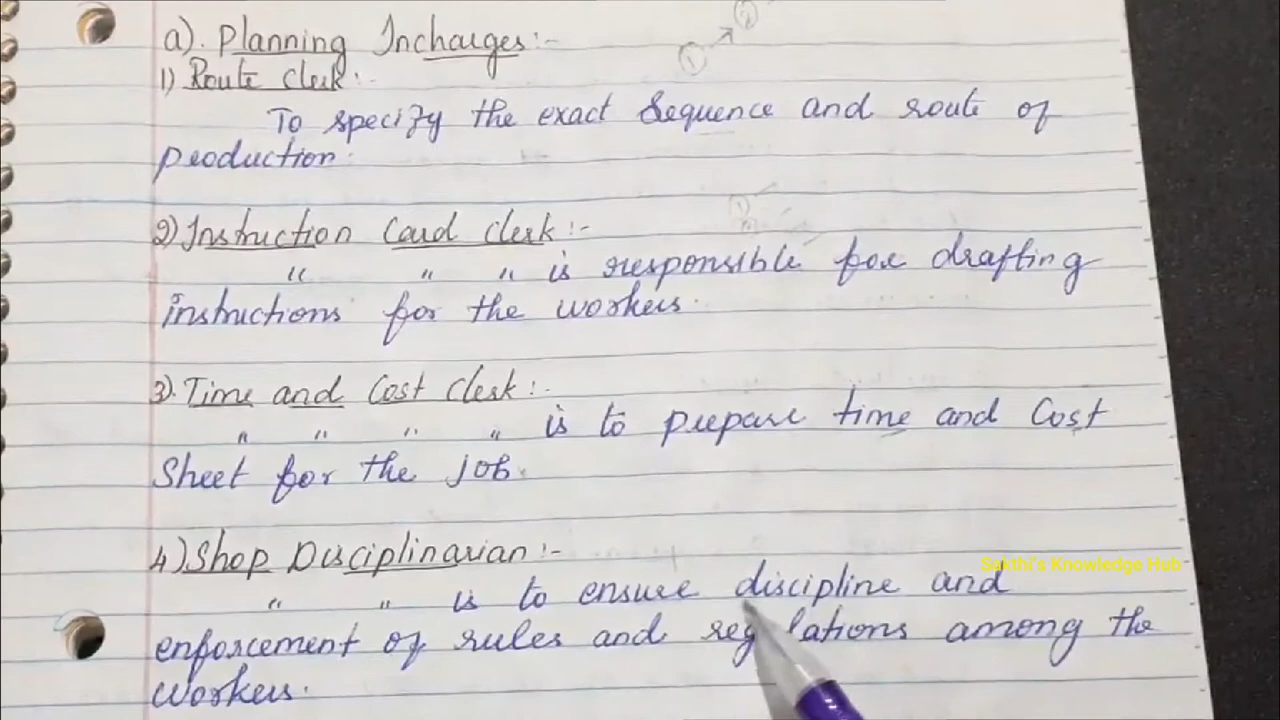 a). Planning Incharges:-
1) Route clerk:-
To specify the exact Sequence and route of
production.
2) Instruction Card clerk:-
" " " is responsible for drafting
instructions for the workers.
3). Time and Cost Clerk:-
" " " " is to prepare time and Cost
Sheet for the job.
4) Shop Disciplinarian:-
Sakthi's Knowledge Hub
" " is to ensure discipline and
enforcement of rules and reg lations among the
workers.